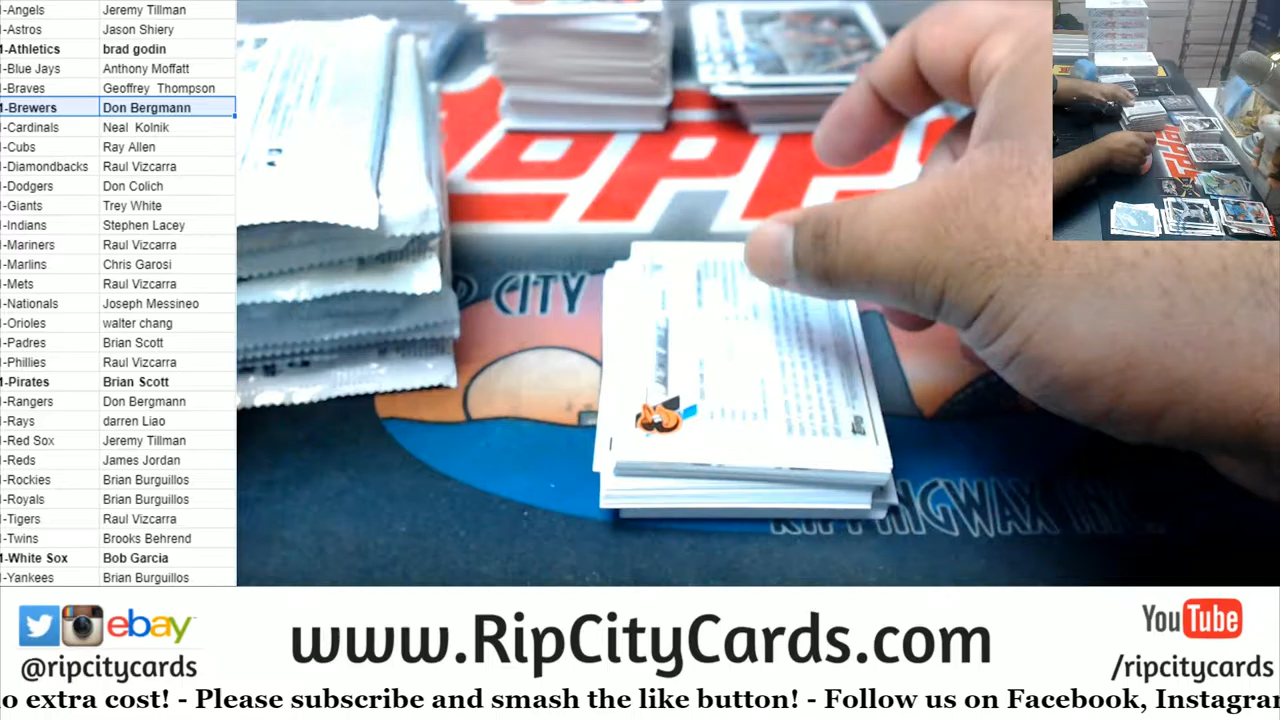 -Angels Jeremy Tillman
-Astros Jason Shiery
-Athletics brad godin
-Blue Jays Anthony Moffatt
-Braves Geoffrey Thompson
-Brewers Don Bergmann
-Cardinals Neal Kolnik
-Cubs Ray Allen
-Diamondbacks Raul Vizcarra
-Dodgers Don Colich
-Giants Trey White
-Indians Stephen Lacey
-Mariners Raul Vizcarra
-Marlins Chris Garosi
-Mets Raul Vizcarra
-Nationals Joseph Messineo
-Orioles walter chang
-Padres Brian Scott
-Phillies Raul Vizcarra
-Pirates Brian Scott
-Rangers Don Bergmann
-Rays darren Liao
-Red Sox Jeremy Tillman
-Reds James Jordan
-Rockies Brian Burguillos
-Royals Brian Burguillos
-Tigers Raul Vizcarra
-Twins Brooks Behrend
-White Sox Bob Garcia
-Yankees Brian Burguillos
TOPP
P CITY
RIPPINGWAX INC.
ebay
@ripcitycards
www.RipCityCards.com
YouTube
/ripcitycards
o extra cost! - Please subscribe and smash the like button! - Follow us on Facebook, Instagra